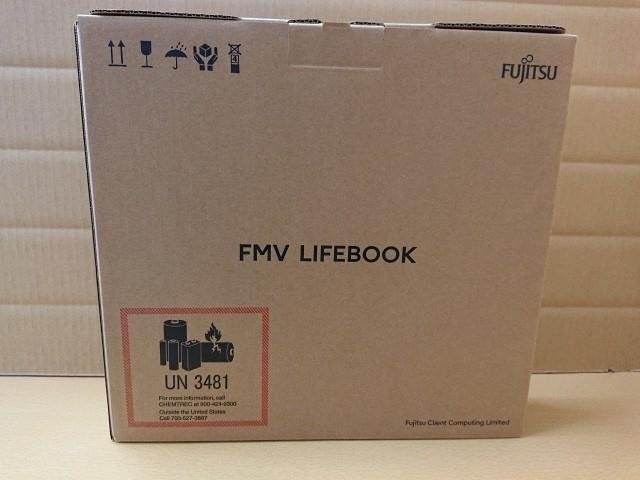 FUJITSU
4
FMV LIFEBOOK
UN 3481
For more information, call
CHEMTREC at 800-424-9300
Outside the United States
Call 703-527-3887
Fujitsu Client Computing Limited